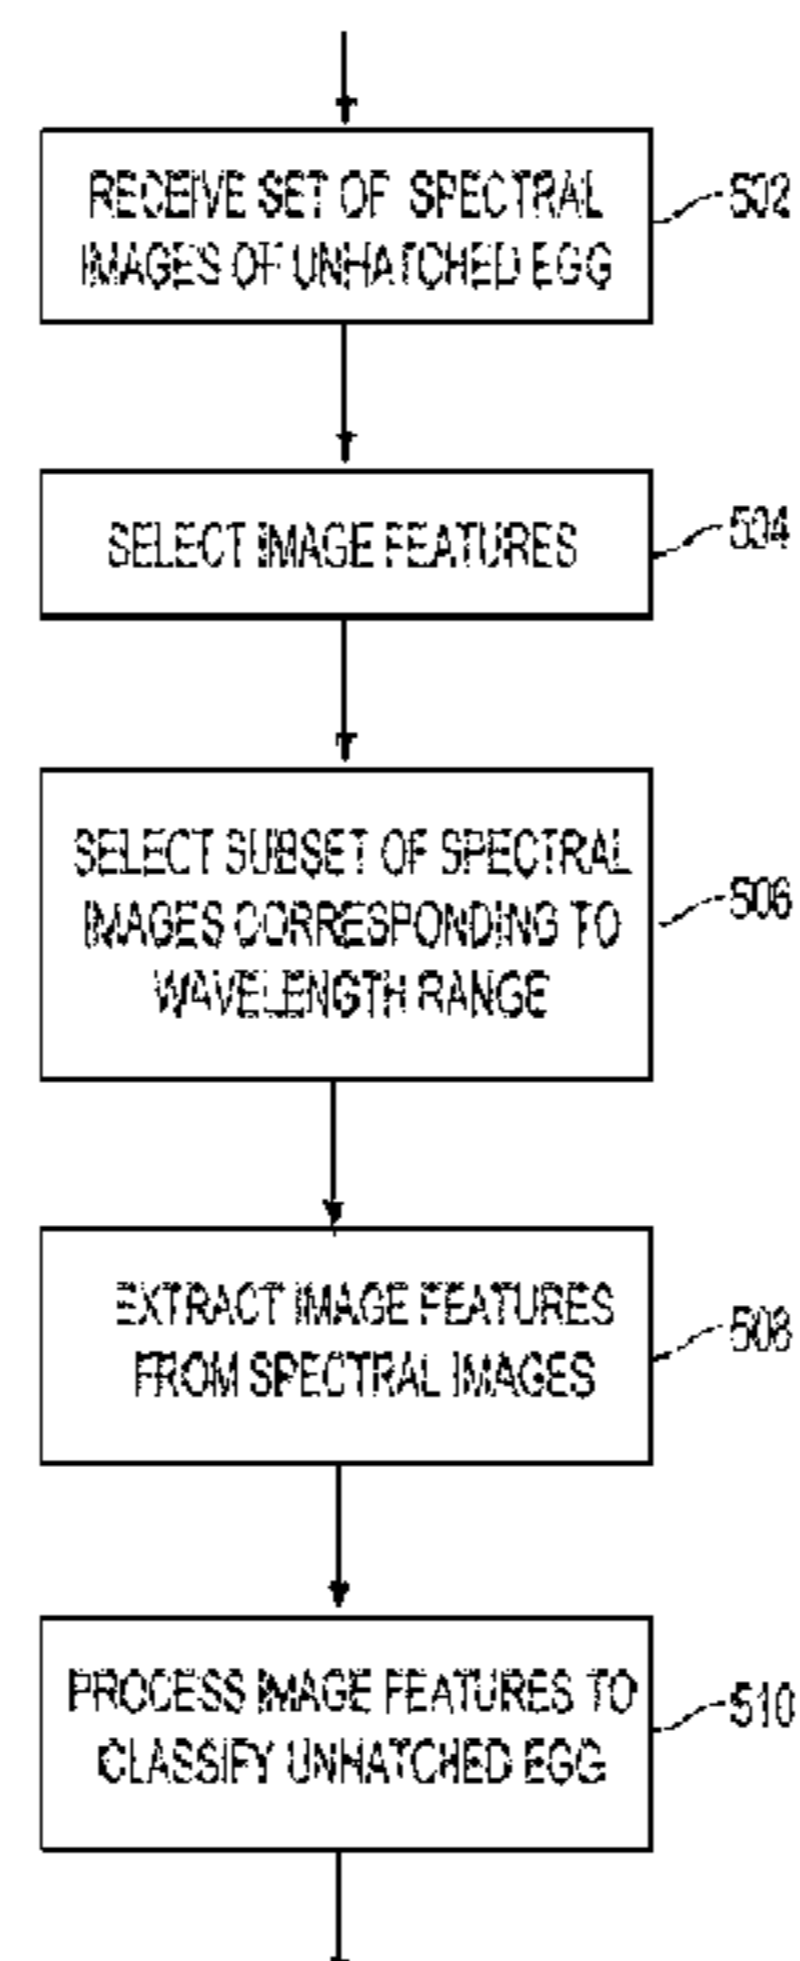 RECEIVE SET OF SPECTRAL
IMAGES OF UNHATCHED EGG
502
SELECT IMAGE FEATURES
504
SELECT SUBSET OF SPECTRAL
IMAGES CORRESPONDING TO
WAVELENGTH RANGE
506
EXTRACT IMAGE FEATURES
FROM SPECTRAL IMAGES
508
PROCESS IMAGE FEATURES TO
CLASSIFY UNHATCHED EGG
510